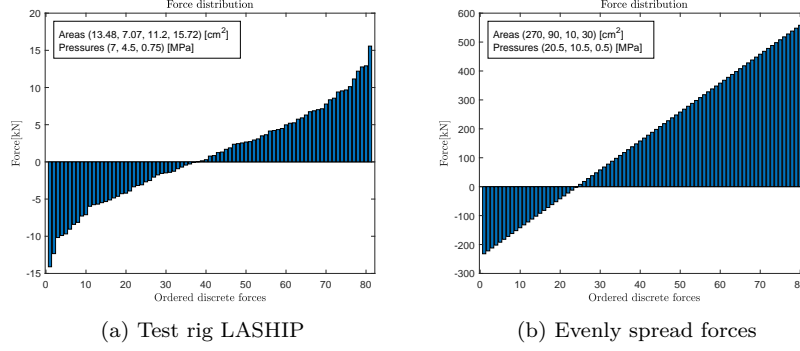 Force distribution
20
15
10
5
0
-5
-10
-15
Force[kN]
Areas (13.48, 7.07, 11.2, 15.72) [cm²]
Pressures (7, 4.5, 0.75) [MPa]
0 10 20 30 40 50 60 70 80
Ordered discrete forces
(a) Test rig LASHIP
Force distribution
600
500
400
300
200
100
0
-100
-200
-300
Force[kN]
Areas (270, 90, 10, 30) [cm²]
Pressures (20.5, 10.5, 0.5) [MPa]
0 10 20 30 40 50 60 70 80
Ordered discrete forces
(b) Evenly spread forces